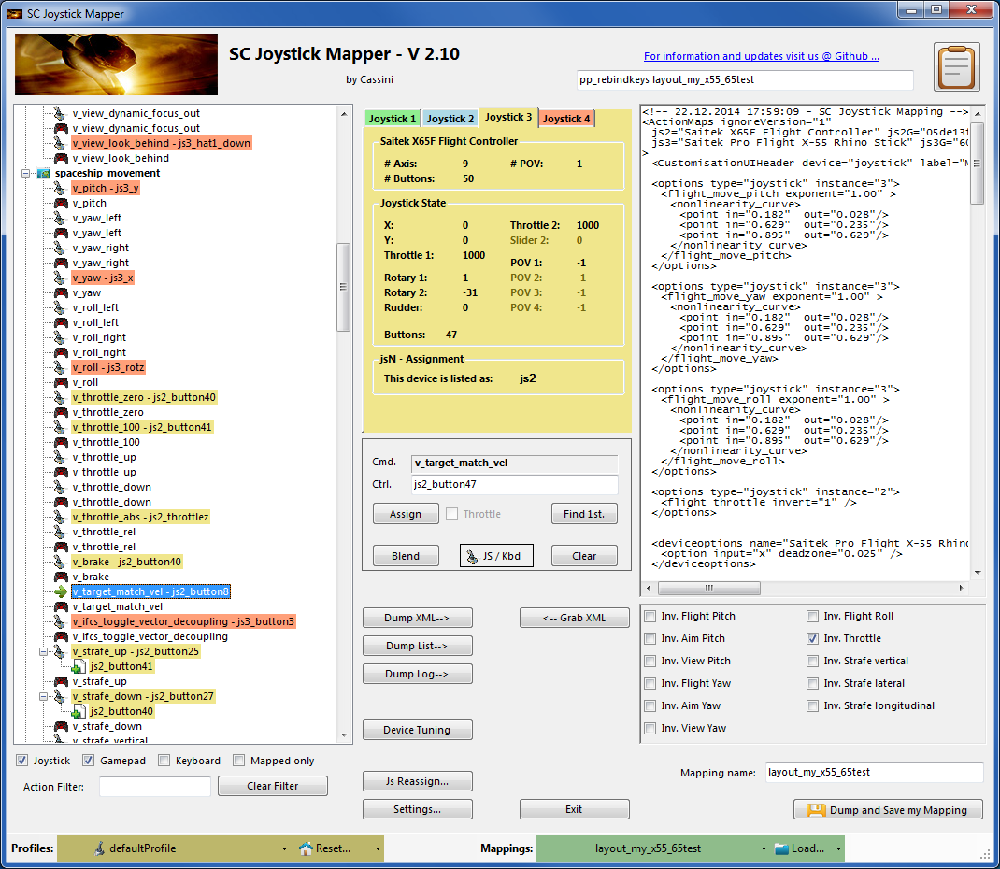 SC Joystick Mapper
SC Joystick Mapper - V 2.10
by Cassini
For information and updates visit us @ Github ...
pp_rebindkeys layout_my_x55_65test
v_view_dynamic_focus_out
v_view_dynamic_focus_out
v_view_look_behind - js3_hat1_down
v_view_look_behind
spaceship_movement
v_pitch - js3_y
v_pitch
v_yaw_left
v_yaw_left
v_yaw_right
v_yaw_right
v_yaw - js3_x
v_yaw
v_roll_left
v_roll_left
v_roll_right
v_roll_right
v_roll - js3_rotz
v_roll
v_throttle_zero - js2_button40
v_throttle_zero
v_throttle_100 - js2_button41
v_throttle_100
v_throttle_up
v_throttle_up
v_throttle_down
v_throttle_down
v_throttle_abs - js2_throttlez
v_throttle_rel
v_throttle_rel
v_brake - js2_button40
v_brake
v_target_match_vel - js2_button8
v_target_match_vel
v_ifcs_toggle_vector_decoupling - js3_button3
v_ifcs_toggle_vector_decoupling
v_strafe_up - js2_button25
js2_button41
v_strafe_up
v_strafe_down - js2_button27
js2_button40
v_strafe_down
v_strafe_vertical
Joystick Gamepad Keyboard Mapped only
Action Filter: Clear Filter
Joystick 1 Joystick 2 Joystick 3 Joystick 4
Saitek X65F Flight Controller
# Axis: 9 # POV: 1
# Buttons: 50
Joystick State
X: 0 Throttle 2: 1000
Y: 0 Slider 2: 0
Throttle 1: 1000
POV 1: -1
Rotary 1: 1 POV 2: -1
Rotary 2: -31 POV 3: -1
Rudder: 0 POV 4: -1
Buttons: 47
jsN - Assignment
This device is listed as: js2
Cmd. v_target_match_vel
Ctrl. js2_button47
Assign Throttle Find 1st.
Blend JS / Kbd Clear
Dump XML--> <-- Grab XML
Dump List-->
Dump Log-->
Device Tuning
Js Reassign...
Settings... Exit
<!-- 22.12.2014 17:59:09 - SC Joystick Mapping -->
<ActionMaps ignoreVersion="1"
js2="Saitek X65F Flight Controller" js2G="05de13f
js3="Saitek Pro Flight X-55 Rhino Stick" js3G="60
>
<CustomisationUIHeader device="joystick" label="M
<options type="joystick" instance="3">
<flight_move_pitch exponent="1.00" >
<nonlinearity_curve>
<point in="0.182" out="0.028"/>
<point in="0.629" out="0.235"/>
<point in="0.895" out="0.629"/>
</nonlinearity_curve>
</flight_move_pitch>
</options>
<options type="joystick" instance="3">
<flight_move_yaw exponent="1.00" >
<nonlinearity_curve>
<point in="0.182" out="0.028"/>
<point in="0.629" out="0.235"/>
<point in="0.895" out="0.629"/>
</nonlinearity_curve>
</flight_move_yaw>
</options>
<options type="joystick" instance="3">
<flight_move_roll exponent="1.00" >
<nonlinearity_curve>
<point in="0.182" out="0.028"/>
<point in="0.629" out="0.235"/>
<point in="0.895" out="0.629"/>
</nonlinearity_curve>
</flight_move_roll>
</options>
<options type="joystick" instance="2">
<flight_throttle invert="1" />
</options>
<deviceoptions name="Saitek Pro Flight X-55 Rhino
<option input="x" deadzone="0.025" />
</deviceoptions>
Inv. Flight Pitch Inv. Flight Roll
Inv. Aim Pitch Inv. Throttle
Inv. View Pitch Inv. Strafe vertical
Inv. Flight Yaw Inv. Strafe lateral
Inv. Aim Yaw Inv. Strafe longitudinal
Inv. View Yaw
Mapping name: layout_my_x55_65test
Dump and Save my Mapping
Profiles: defaultProfile Reset... Mappings: layout_my_x55_65test Load...